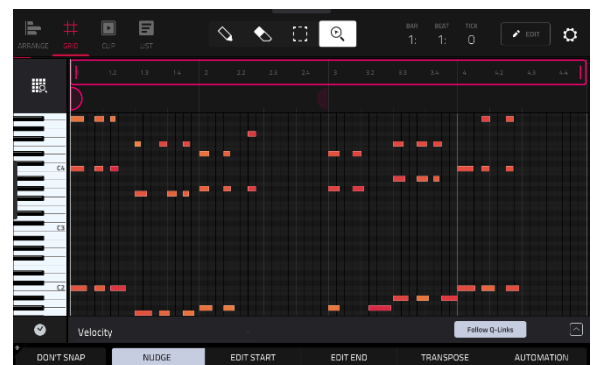 BAR BEAT TICK
1: 1: 0
EDIT
ARRANGE GRID CLIP LIST
1 1.2 1.3 1.4 2 2.2 2.3 2.4 3 3.2 3.3 3.4 4 4.2 4.3 4.4
C4
C3
C2
Velocity
Follow Q-Links
DON'T SNAP NUDGE EDIT START EDIT END TRANSPOSE AUTOMATION